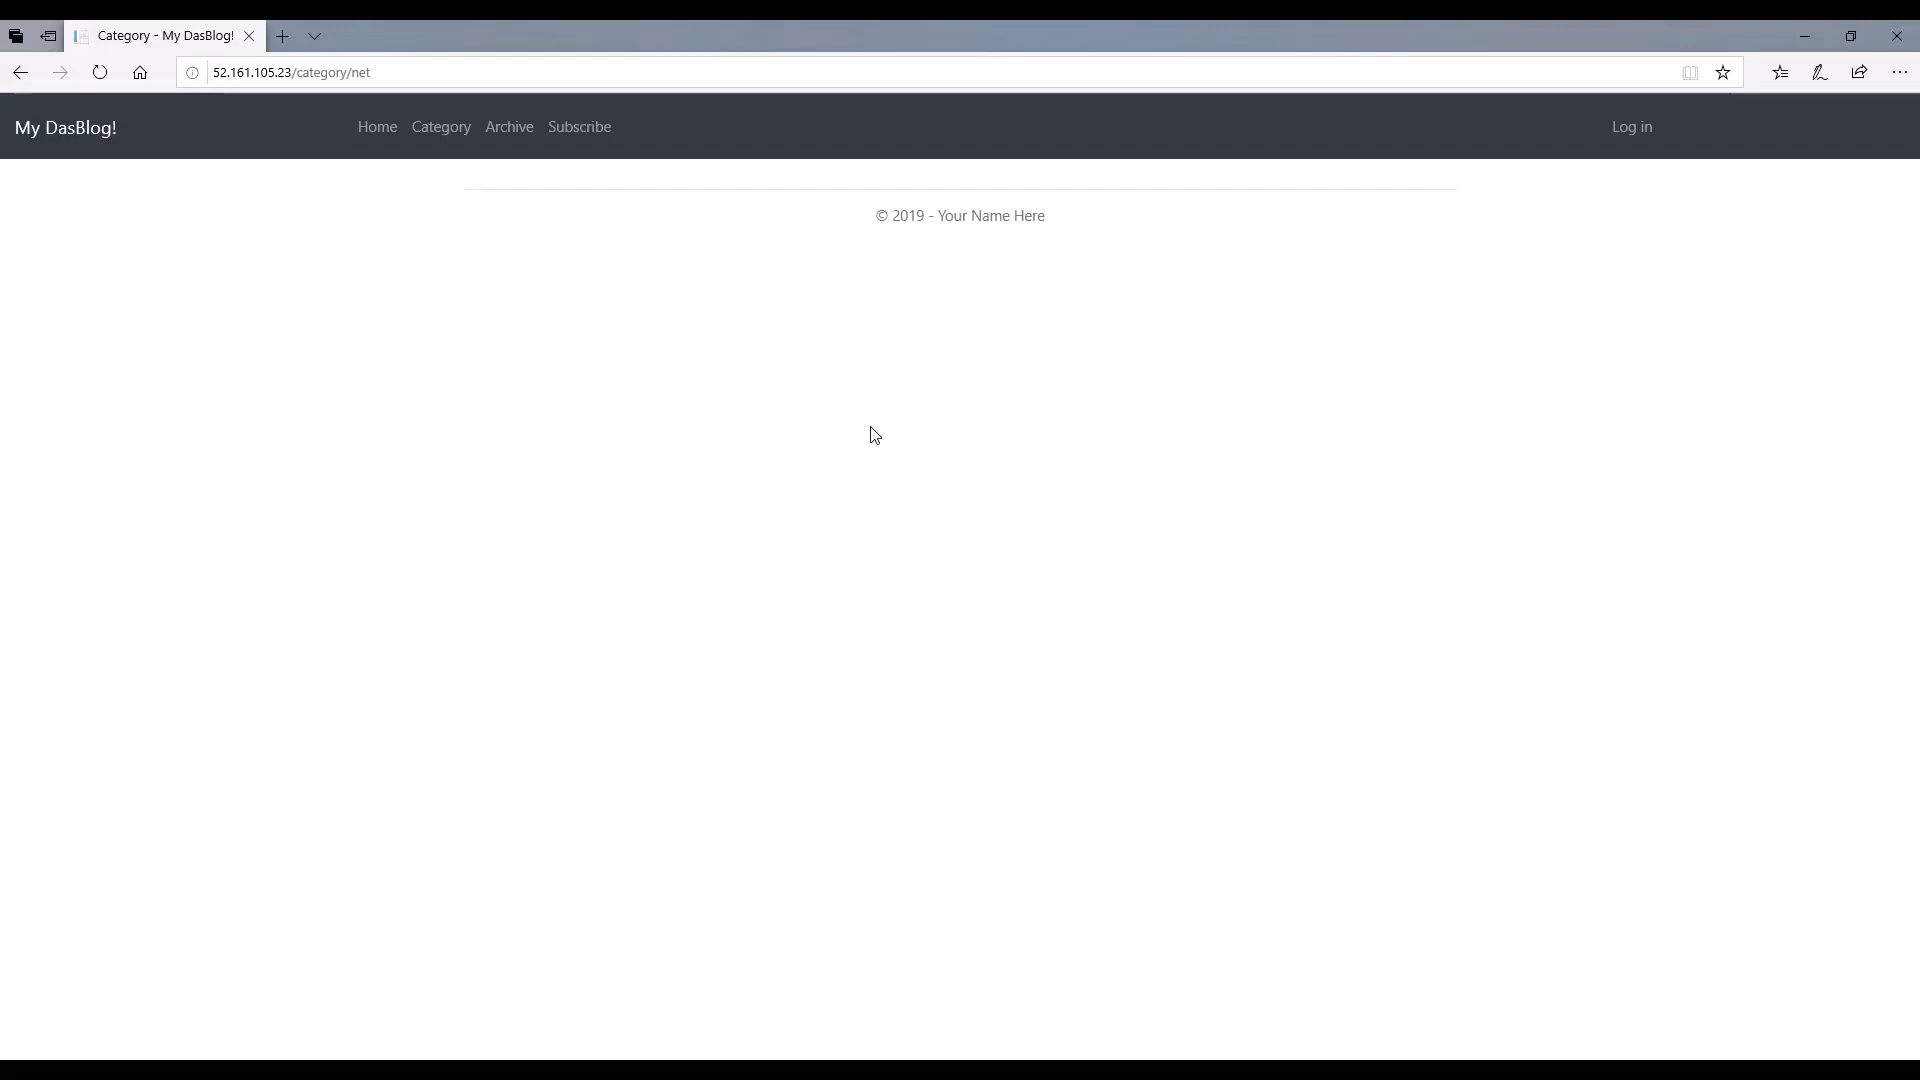 Category - My DasBlog!
52.161.105.23/category/net
My DasBlog!
Home Category Archive Subscribe
Log in
© 2019 - Your Name Here